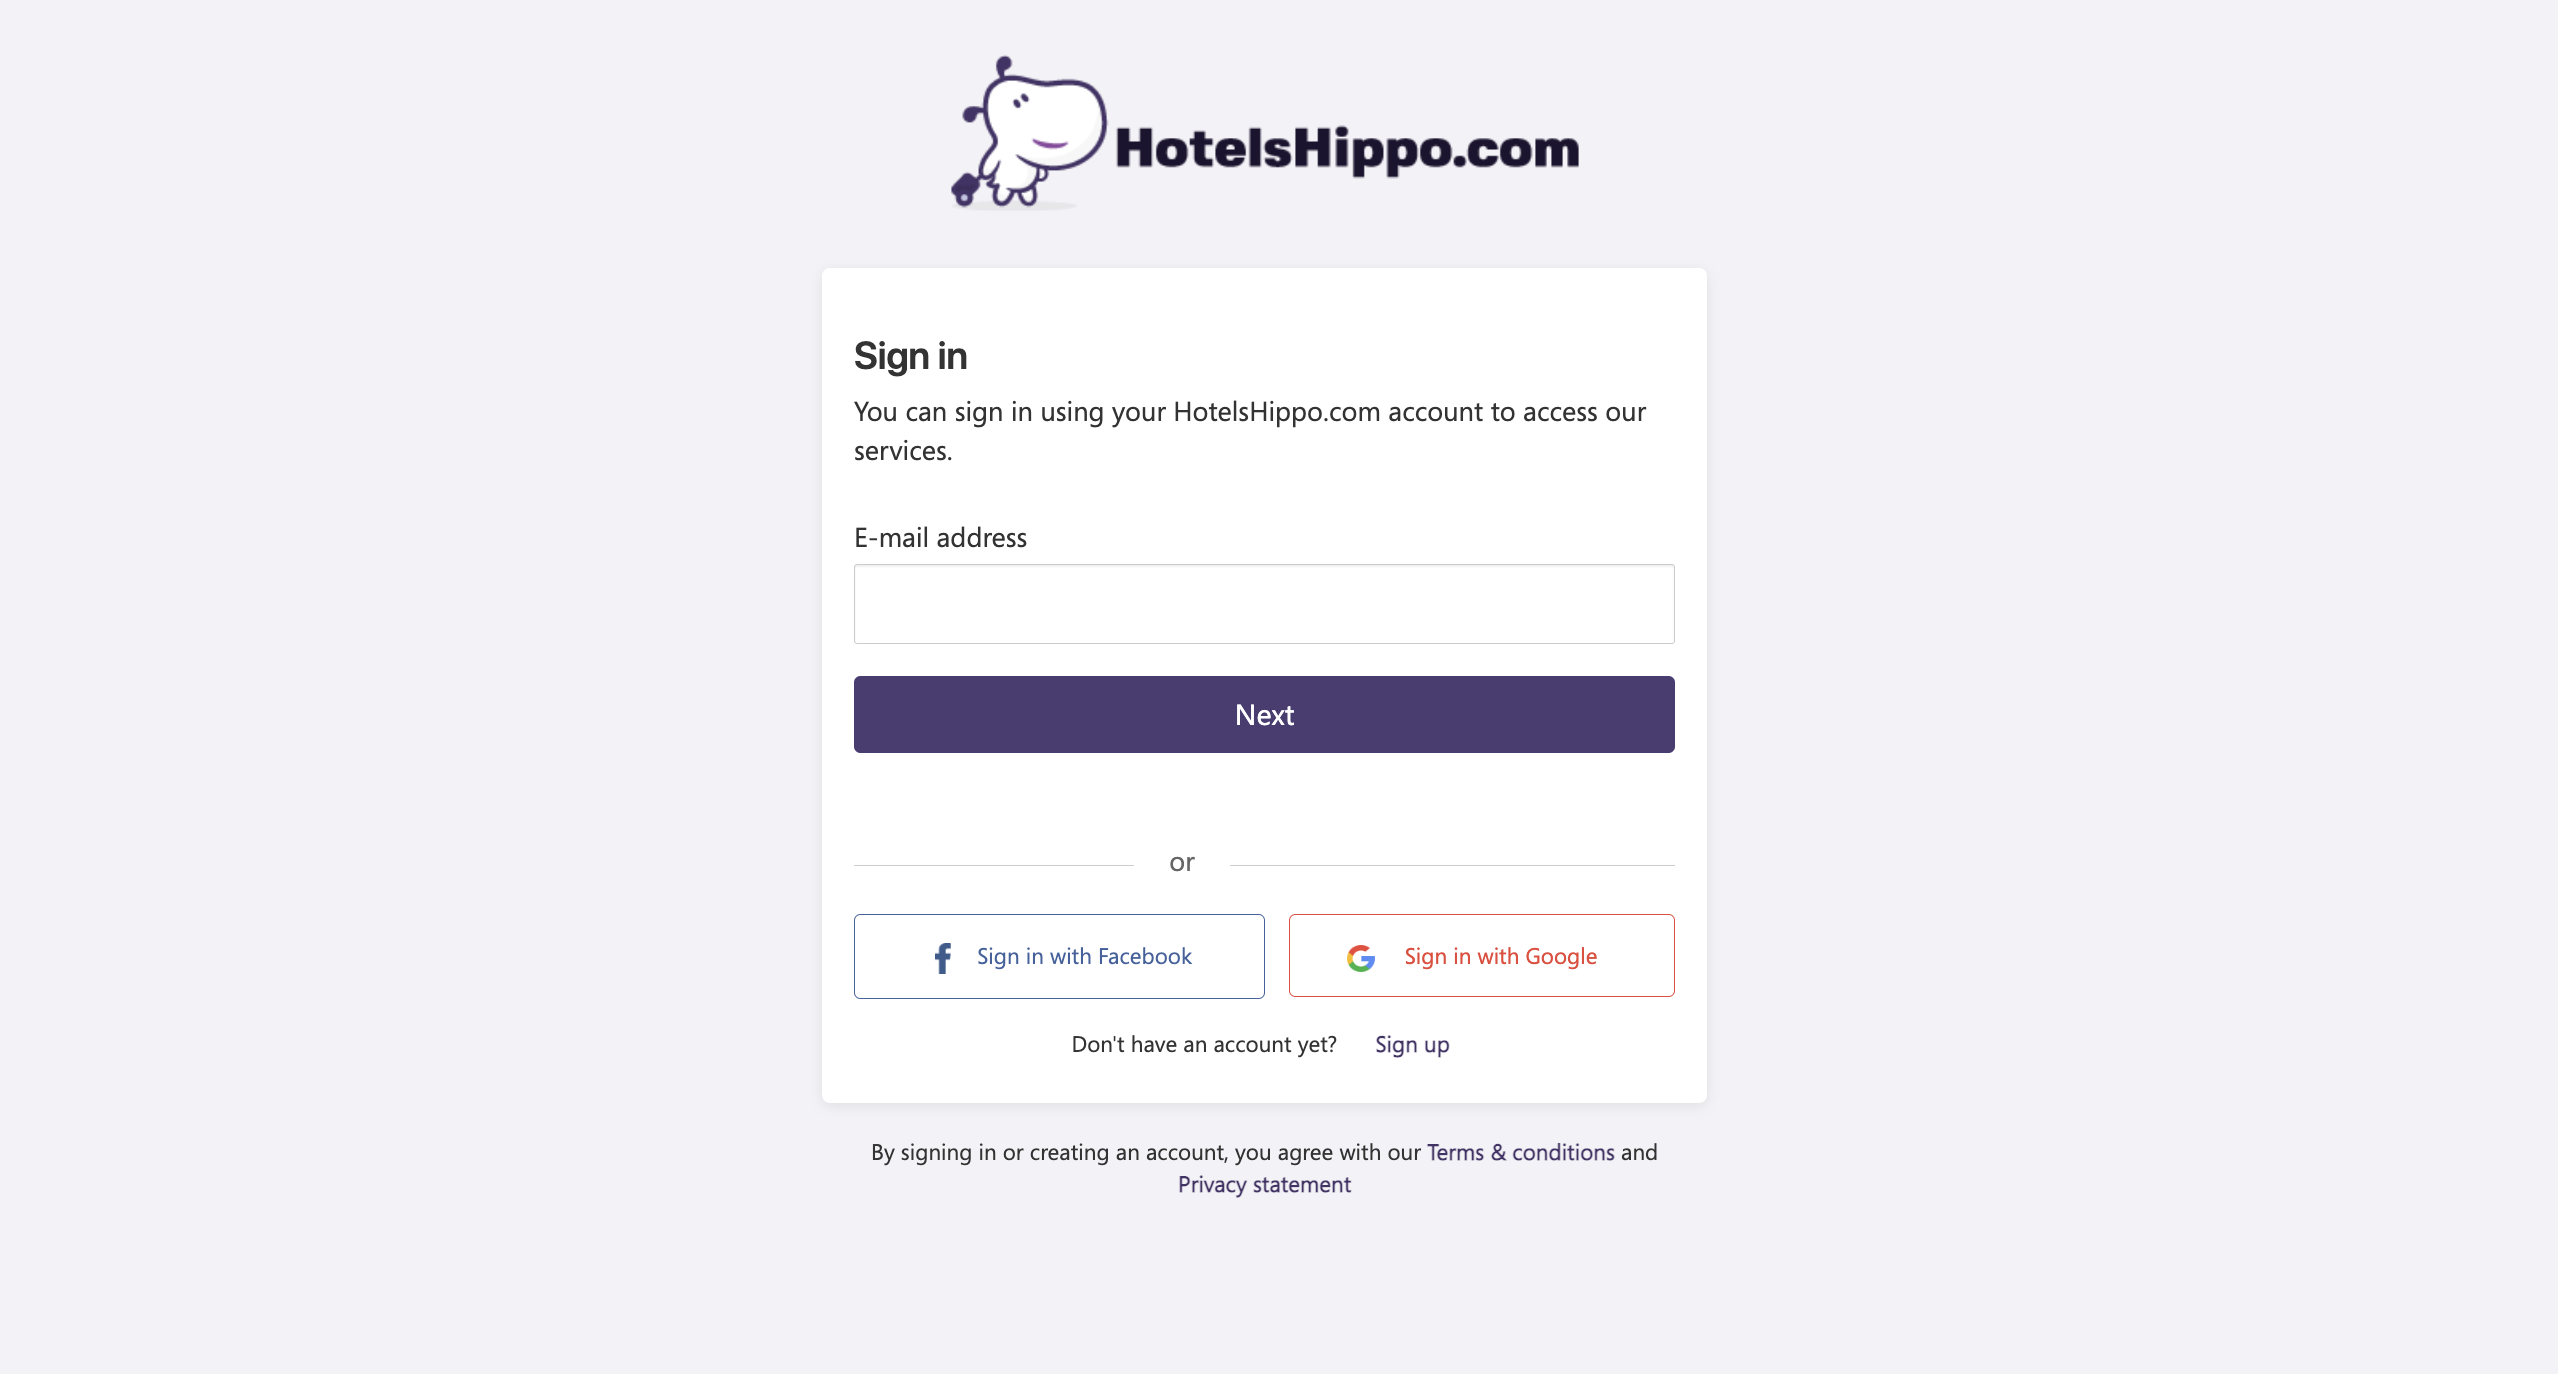 HotelsHippo.com
Sign in
You can sign in using your HotelsHippo.com account to access our
services.
E-mail address
Next
or
Sign in with Facebook
Sign in with Google
Don't have an account yet? Sign up
By signing in or creating an account, you agree with our Terms & conditions and
Privacy statement